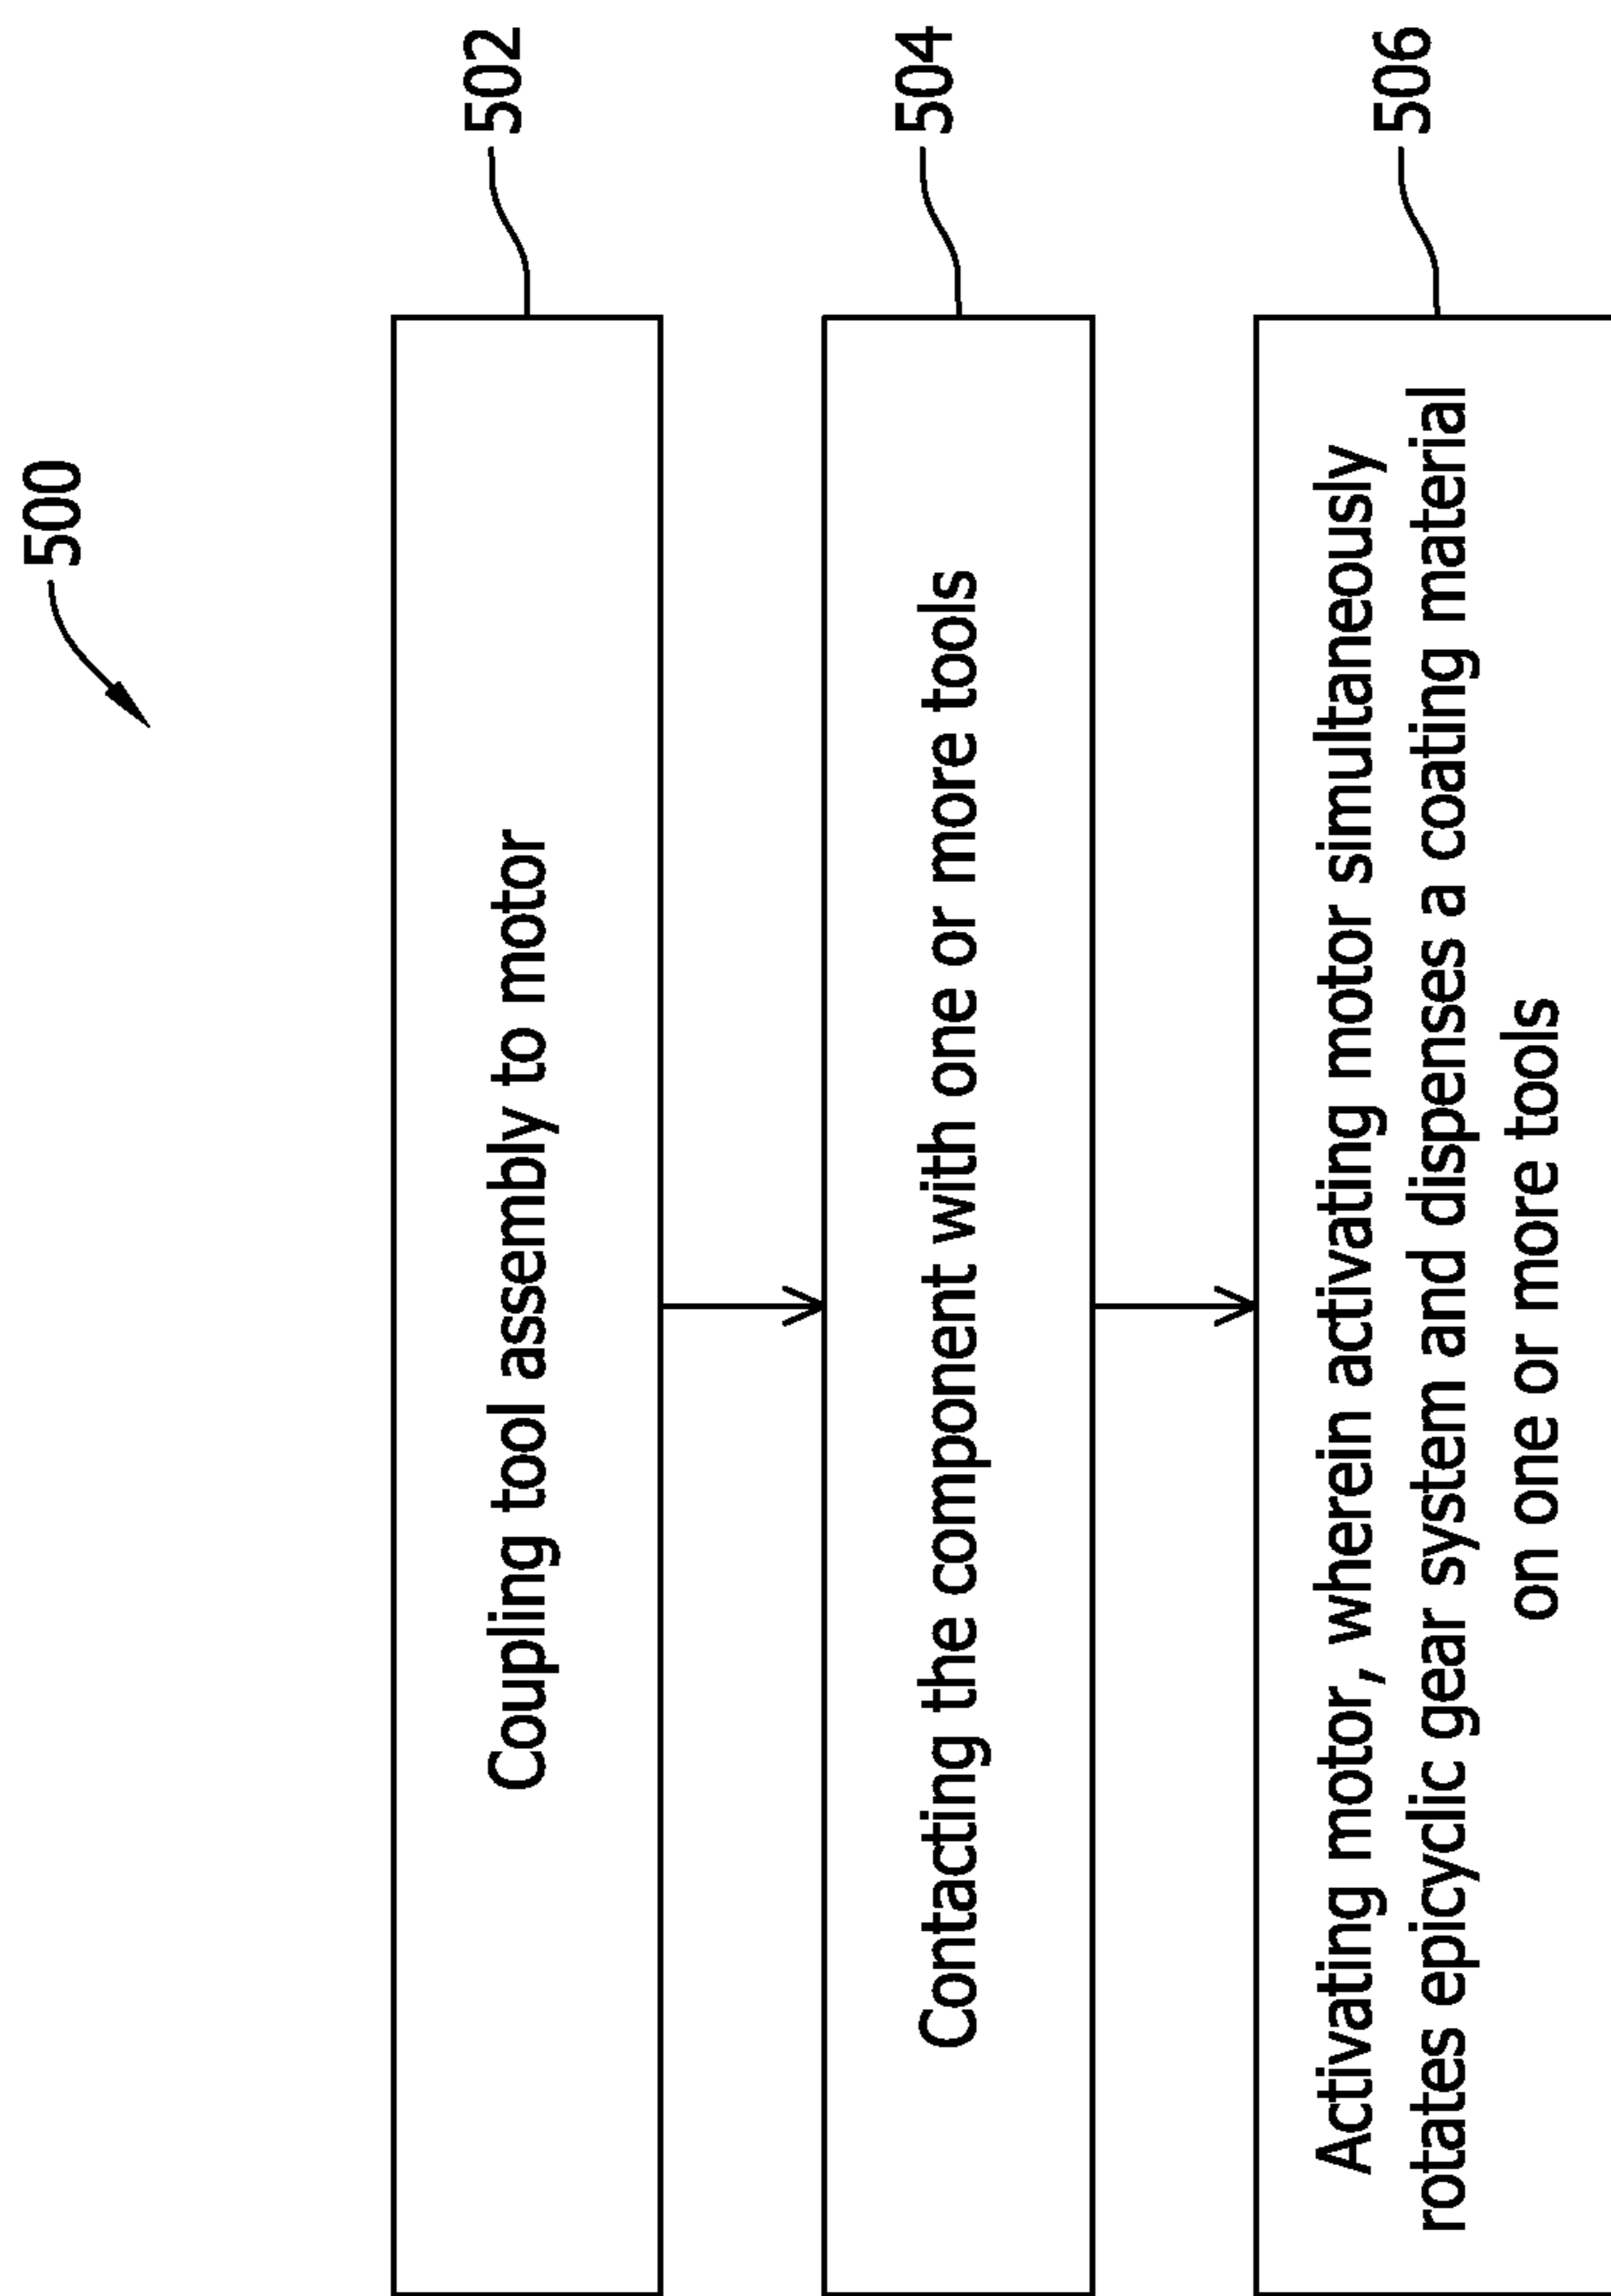 500
Coupling tool assembly to motor
502
Contacting the component with one or more tools
504
Activating motor, wherein activating motor simultaneously
rotates epicyclic gear system and dispenses a coating material
on one or more tools
506